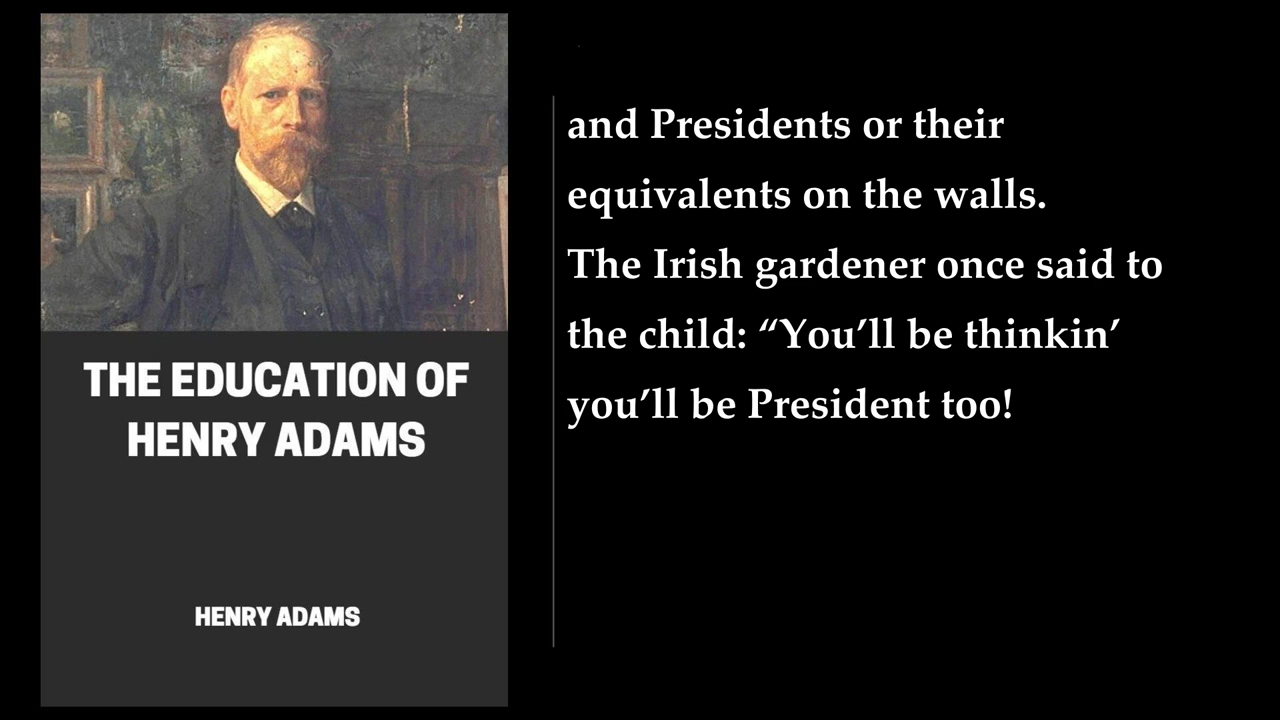 THE EDUCATION OF
HENRY ADAMS
HENRY ADAMS
and Presidents or their
equivalents on the walls.
The Irish gardener once said to
the child: “You’ll be thinkin’
you’ll be President too!